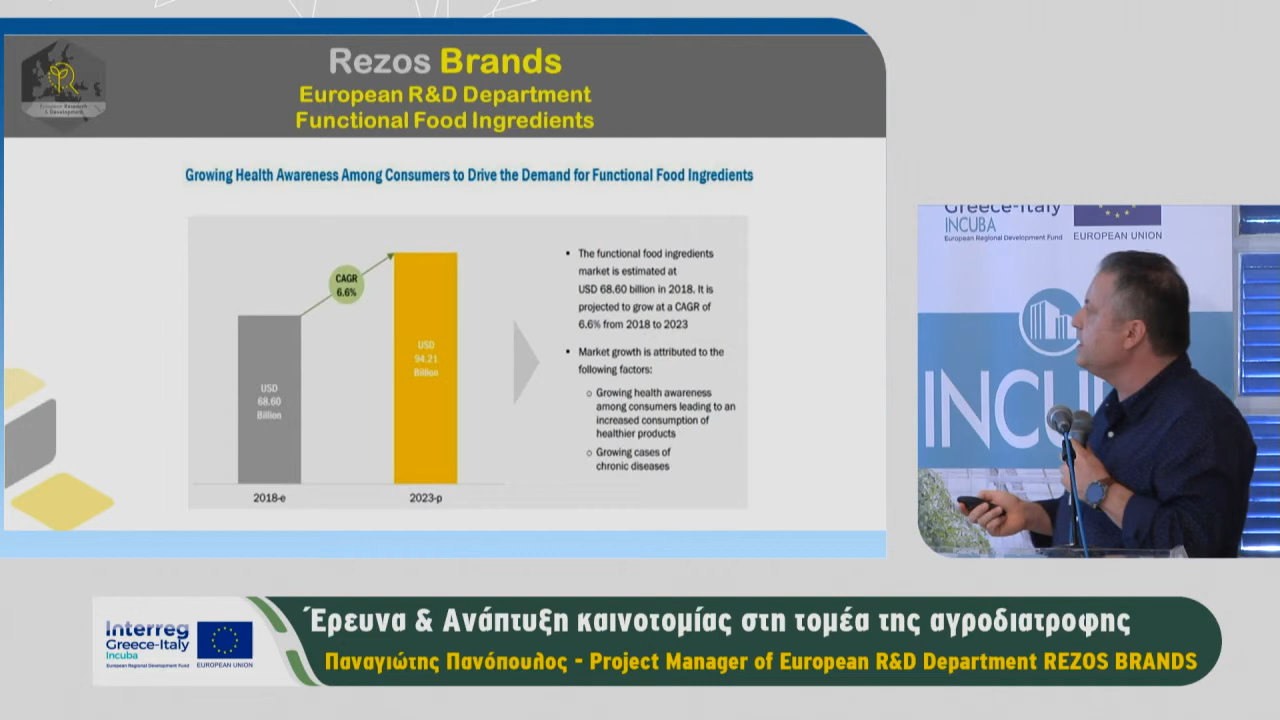 Rezos Brands
European R&D Department
Functional Food Ingredients
European Research
& Development
Growing Health Awareness Among Consumers to Drive the Demand for Functional Food Ingredients
CAGR
6.6%
USD
68.60
Billion
USD
94.21
Billion
2018-e
2023-p
• The functional food ingredients
market is estimated at
USD 68.60 billion in 2018. It is
projected to grow at a CAGR of
6.6% from 2018 to 2023
• Market growth is attributed to the
following factors:
o Growing health awareness
among consumers leading to an
increased consumption of
healthier products
o Growing cases of
chronic diseases
Greece-Italy
INCUBA
European Regional Development Fund
EUROPEAN UNION
INCU
Interreg
Greece-Italy
Incuba
European Regional Development Fund
EUROPEAN UNION
Έρευνα & Ανάπτυξη καινοτομίας στη τομέα της αγροδιατροφής
Παναγιώτης Πανόπουλος - Project Manager of European R&D Department REZOS BRANDS